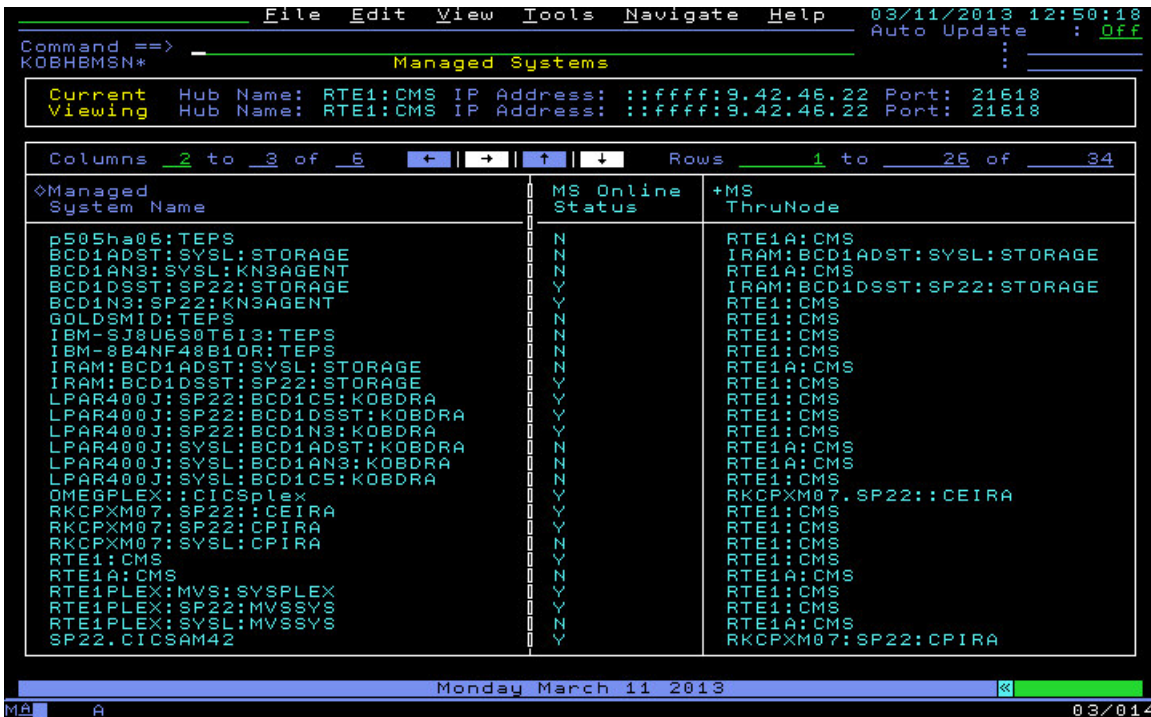 File Edit View Tools Navigate Help 03/11/2013 12:50:18
Auto Update : Off
Command ==> :
KOBHBMSN* Managed Systems :
Current Hub Name: RTE1:CMS IP Address: ::ffff:9.42.46.22 Port: 21618
Viewing Hub Name: RTE1:CMS IP Address: ::ffff:9.42.46.22 Port: 21618
Columns 2 to 3 of 6 ← | → | ↑ | ↓ Rows 1 to 26 of 34
◇Managed MS Online +MS
System Name Status ThruNode
p505ha06:TEPS N RTE1A:CMS
BCD1ADST:SYSL:STORAGE N IRAM:BCD1ADST:SYSL:STORAGE
BCD1AN3:SYSL:KN3AGENT N RTE1A:CMS
BCD1DSST:SP22:STORAGE Y IRAM:BCD1DSST:SP22:STORAGE
BCD1N3:SP22:KN3AGENT Y RTE1:CMS
GOLDSMID:TEPS N RTE1:CMS
IBM-SJ8U6S0T6I3:TEPS N RTE1:CMS
IBM-8B4NF48B1OR:TEPS N RTE1:CMS
IRAM:BCD1ADST:SYSL:STORAGE N RTE1A:CMS
IRAM:BCD1DSST:SP22:STORAGE Y RTE1:CMS
LPAR400J:SP22:BCD1C5:KOBDRA Y RTE1:CMS
LPAR400J:SP22:BCD1DSST:KOBDRA Y RTE1:CMS
LPAR400J:SP22:BCD1N3:KOBDRA Y RTE1:CMS
LPAR400J:SYSL:BCD1ADST:KOBDRA N RTE1A:CMS
LPAR400J:SYSL:BCD1AN3:KOBDRA N RTE1A:CMS
LPAR400J:SYSL:BCD1C5:KOBDRA N RTE1:CMS
OMEGPLEX::CICSplex Y RKCPXM07.SP22::CEIRA
RKCPXM07.SP22::CEIRA Y RTE1:CMS
RKCPXM07:SP22:CPIRA Y RTE1:CMS
RKCPXM07:SYSL:CPIRA N RTE1:CMS
RTE1:CMS Y RTE1:CMS
RTE1A:CMS N RTE1A:CMS
RTE1PLEX:MVS:SYSPLEX Y RTE1:CMS
RTE1PLEX:SP22:MVSSYS Y RTE1:CMS
RTE1PLEX:SYSL:MVSSYS N RTE1A:CMS
SP22.CICSAM42 Y RKCPXM07:SP22:CPIRA
Monday March 11 2013 «
MA A 03/014